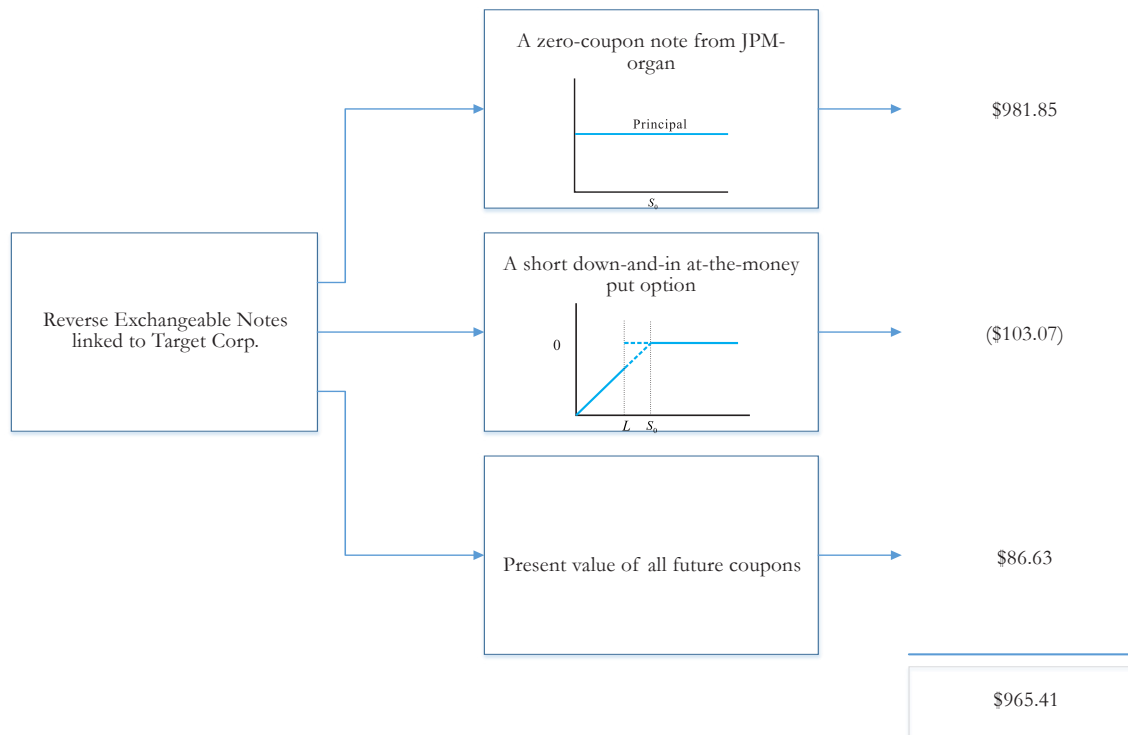 A zero-coupon note from JPM-
organ
Principal
S₀
$981.85
Reverse Exchangeable Notes
linked to Target Corp.
A short down-and-in at-the-money
put option
0
L S₀
($103.07)
Present value of all future coupons
$86.63
$965.41